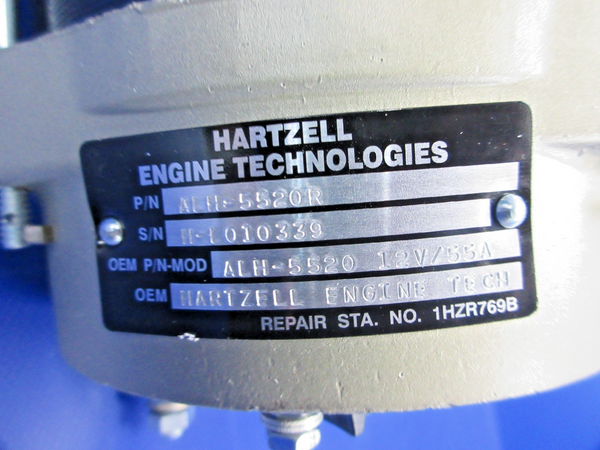 HARTZELL
ENGINE TECHNOLOGIES
P/N ALH-5520R
S/N H-L010339
OEM P/N-MOD ALH-5520 12V/55A
OEM HARTZELL ENGINE TECH
REPAIR STA. NO. 1HZR769B